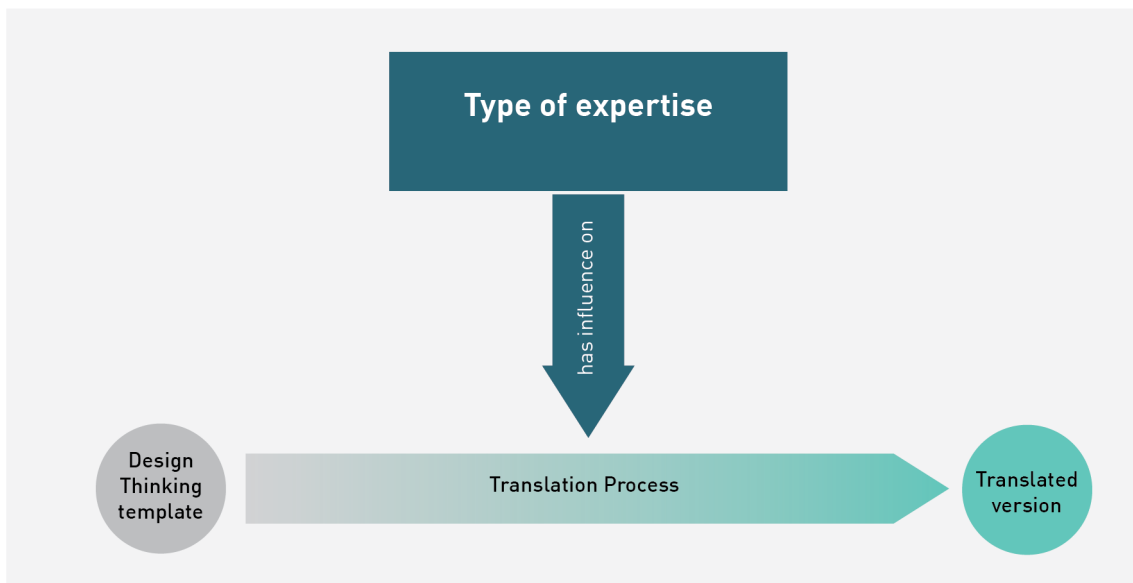 Type of expertise
has influence on
Design
Thinking
template
Translation Process
Translated
version